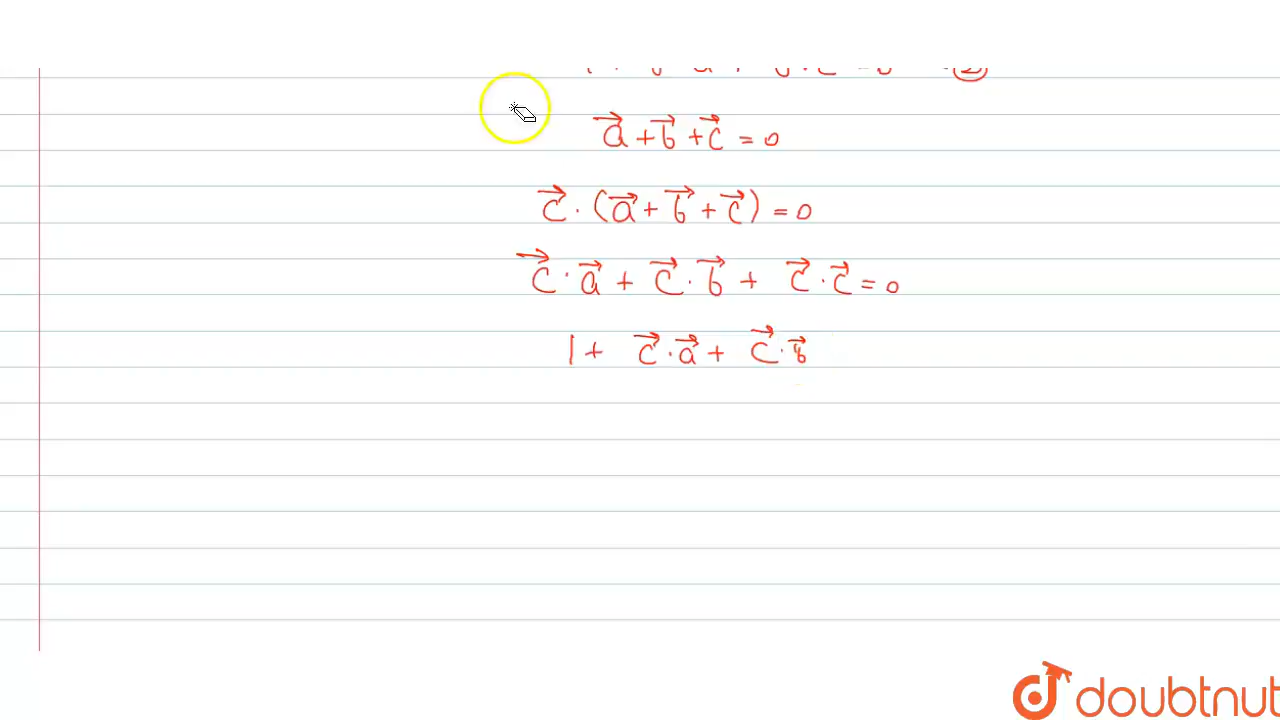 →a + →b + →c = 0
→c · (→a + →b + →c) = 0
→c · →a + →c · →b + →c · →c = 0
1 + →c · →a + →c · →b
doubtnut